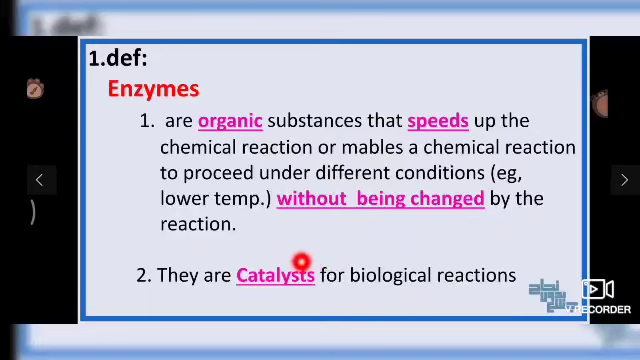 1.def:
1.def:
Enzymes
1. are organic substances that speeds up the
chemical reaction or mables a chemical reaction
to proceed under different conditions (eg,
lower temp.) without being changed by the
reaction.
2. They are Catalysts for biological reactions
V RECORDER